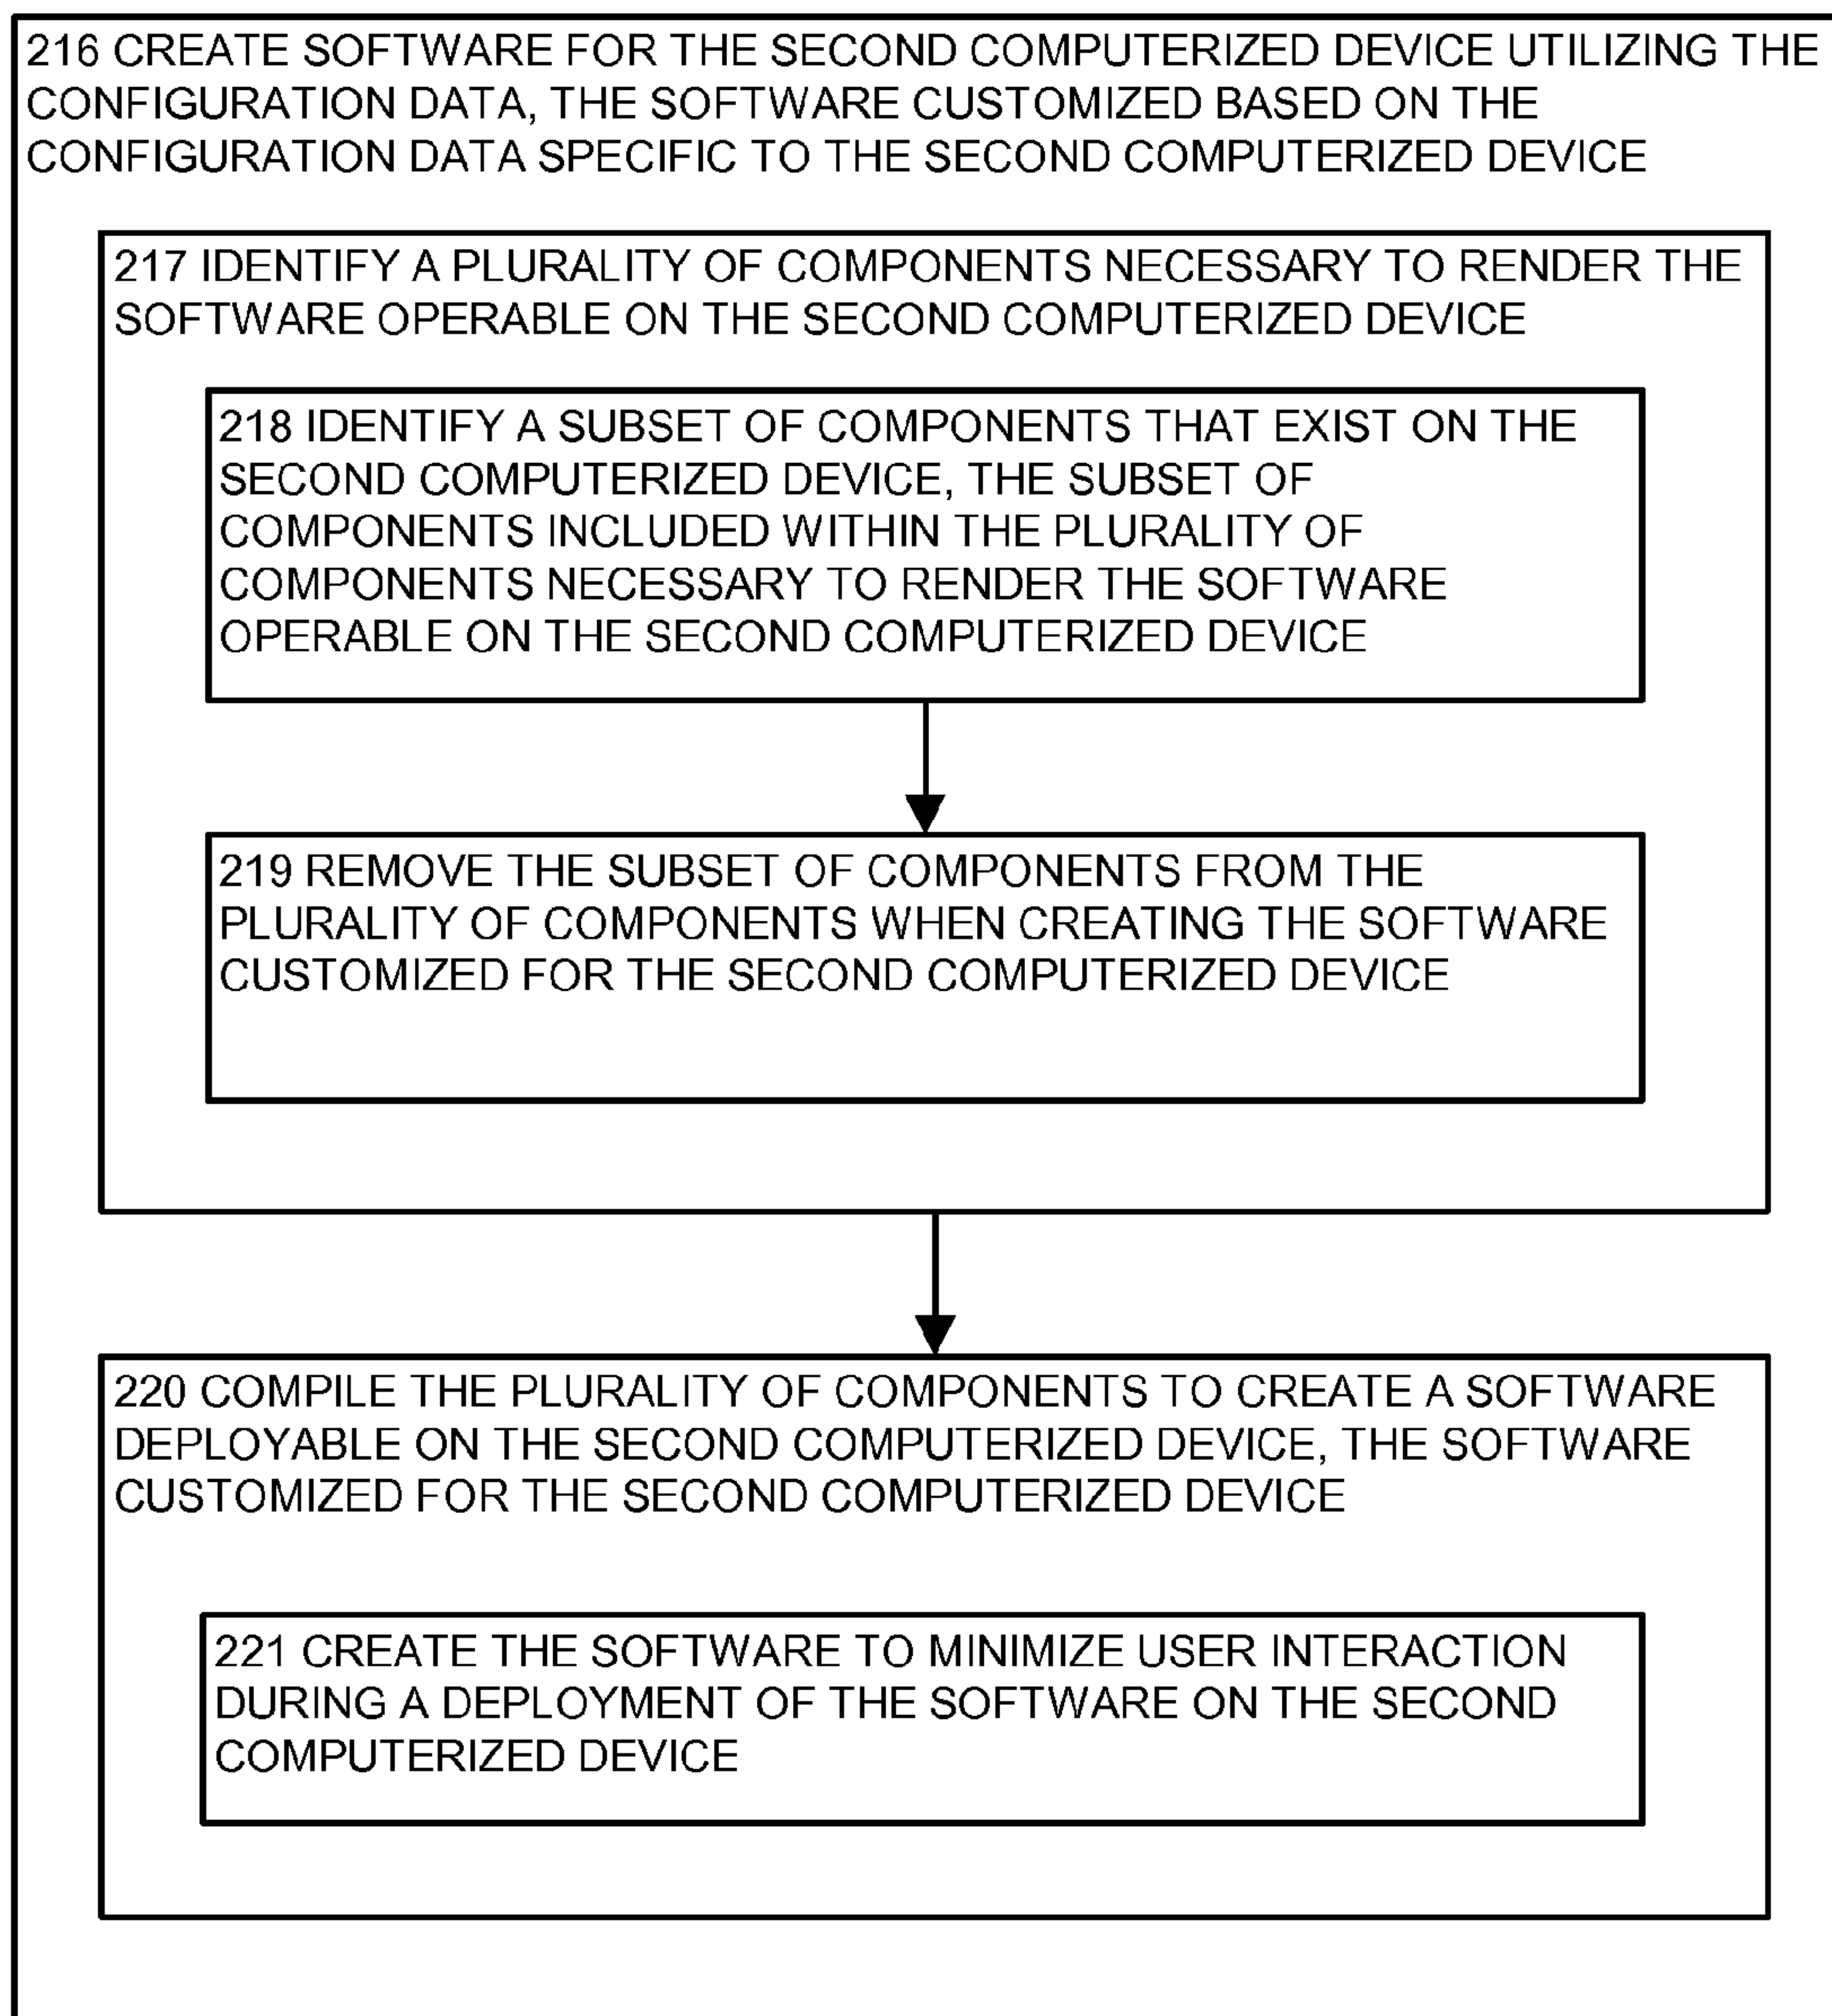 216 CREATE SOFTWARE FOR THE SECOND COMPUTERIZED DEVICE UTILIZING THE
CONFIGURATION DATA, THE SOFTWARE CUSTOMIZED BASED ON THE
CONFIGURATION DATA SPECIFIC TO THE SECOND COMPUTERIZED DEVICE
217 IDENTIFY A PLURALITY OF COMPONENTS NECESSARY TO RENDER THE
SOFTWARE OPERABLE ON THE SECOND COMPUTERIZED DEVICE
218 IDENTIFY A SUBSET OF COMPONENTS THAT EXIST ON THE
SECOND COMPUTERIZED DEVICE, THE SUBSET OF
COMPONENTS INCLUDED WITHIN THE PLURALITY OF
COMPONENTS NECESSARY TO RENDER THE SOFTWARE
OPERABLE ON THE SECOND COMPUTERIZED DEVICE
219 REMOVE THE SUBSET OF COMPONENTS FROM THE
PLURALITY OF COMPONENTS WHEN CREATING THE SOFTWARE
CUSTOMIZED FOR THE SECOND COMPUTERIZED DEVICE
220 COMPILE THE PLURALITY OF COMPONENTS TO CREATE A SOFTWARE
DEPLOYABLE ON THE SECOND COMPUTERIZED DEVICE, THE SOFTWARE
CUSTOMIZED FOR THE SECOND COMPUTERIZED DEVICE
221 CREATE THE SOFTWARE TO MINIMIZE USER INTERACTION
DURING A DEPLOYMENT OF THE SOFTWARE ON THE SECOND
COMPUTERIZED DEVICE